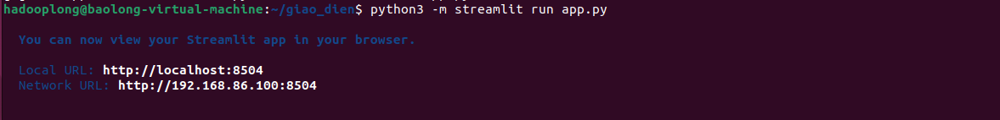 hadooplong@baolong-virtual-machine:~/giao_dien$ python3 -m streamlit run app.py
You can now view your Streamlit app in your browser.
Local URL: http://localhost:8504
Network URL: http://192.168.86.100:8504